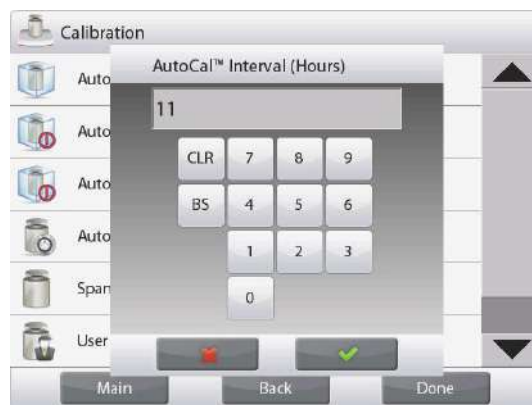 Calibration
AutoCal™ Interval (Hours)
11
Auto
Auto
Auto
Auto
Span
User
CLR 7 8 9
BS 4 5 6
1 2 3
0
Main Back Done